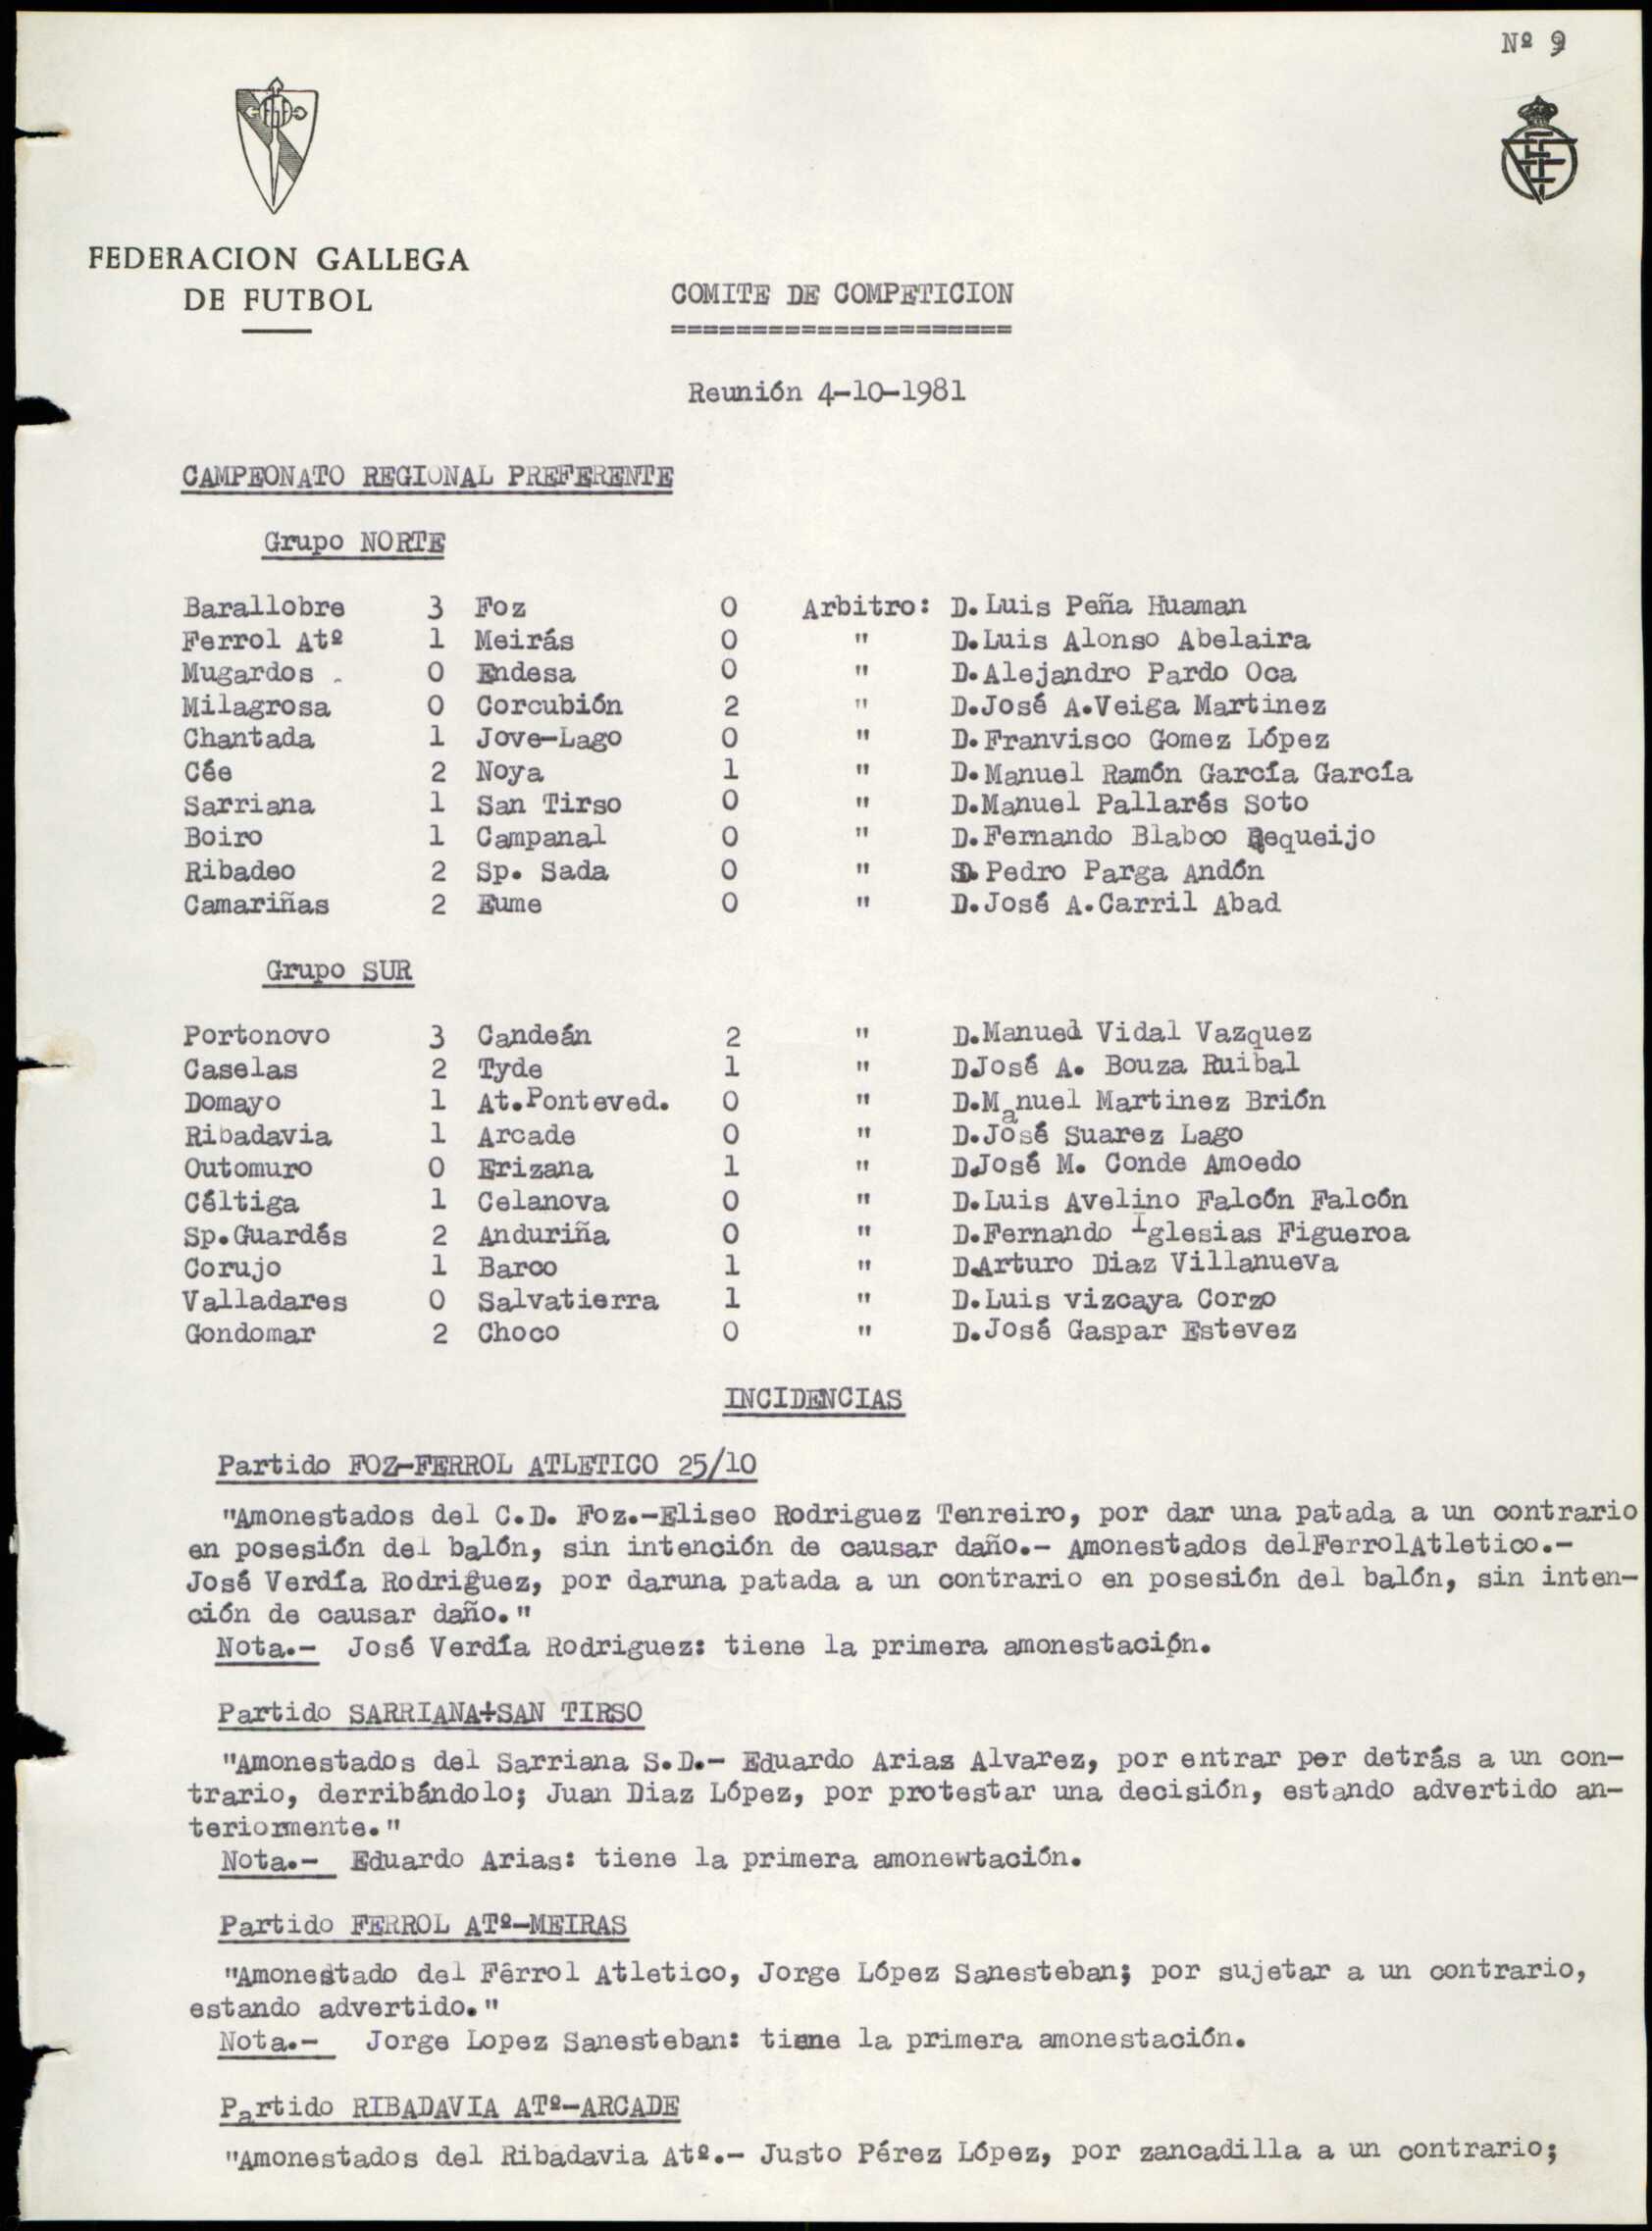 Nº 9
FEDERACION GALLEGA
DE FUTBOL
COMITE DE COMPETICION
=====================
Reunión 4-10-1981
CAMPEONATO REGIONAL PREFERENTE
Grupo NORTE
Barallobre 3 Foz 0 Arbitro: D. Luis Peña Huaman
Ferrol Atº 1 Meirás 0 " D.Luis Alonso Abelaira
Mugardos 0 Endesa 0 " D.Alejandro Pardo Oca
Milagrosa 0 Corcubión 2 " D.José A.Veiga Martinez
Chantada 1 Jove-Lago 0 " D.Franvisco Gomez López
Cée 2 Noya 1 " D.Manuel Ramón García García
Sarriana 1 San Tirso 0 " D.Manuel Pallarés Soto
Boiro 1 Campanal 0 " D.Fernando Blabco Requeijo
Ribadeo 2 Sp. Sada 0 " D. Pedro Parga Andón
Camariñas 2 Eume 0 " D.José A.Carril Abad
Grupo SUR
Portonovo 3 Candeán 2 " D.Manuel Vidal Vazquez
Caselas 2 Tyde 1 " D.José A. Bouza Ruibal
Domayo 1 At.Ponteved. 0 " D.Manuel Martinez Brión
Ribadavia 1 Arcade 0 " D.José Suarez Lago
Outomuro 0 Erizana 1 " D.José M. Conde Amoedo
Céltiga 1 Celanova 0 " D.Luis Avelino Falcón Falcón
Sp.Guardés 2 Anduriña 0 " D.Fernando Iglesias Figueroa
Corujo 1 Barco 1 " D.Arturo Diaz Villanueva
Valladares 0 Salvatierra 1 " D.Luis vizcaya Corzo
Gondomar 2 Choco 0 " D.José Gaspar Estevez
INCIDENCIAS
Partido FOZ-FERROL ATLETICO 25/10
"Amonestados del C.D. Foz.-Eliseo Rodriguez Tenreiro, por dar una patada a un contrario
en posesión del balón, sin intención de causar daño.- Amonestados delFerrolAtletico.-
José Verdía Rodriguez, por daruna patada a un contrario en posesión del balón, sin inten-
ción de causar daño."
Nota.- José Verdía Rodriguez: tiene la primera amonestación.
Partido SARRIANA+SAN TIRSO
"Amonestados del Sarriana S.D.- Eduardo Arias Alvarez, por entrar por detrás a un con-
trario, derribándolo; Juan Diaz López, por protestar una decisión, estando advertido an-
teriormente."
Nota.- Eduardo Arias: tiene la primera amonewtación.
Partido FERROL ATº-MEIRAS
"Amonestado del Ferrol Atletico, Jorge López Sanesteban; por sujetar a un contrario,
estando advertido."
Nota.- Jorge Lopez Sanesteban: tiene la primera amonestación.
Partido RIBADAVIA ATº-ARCADE
"Amonestados del Ribadavia Atº.- Justo Pérez López, por zancadilla a un contrario;